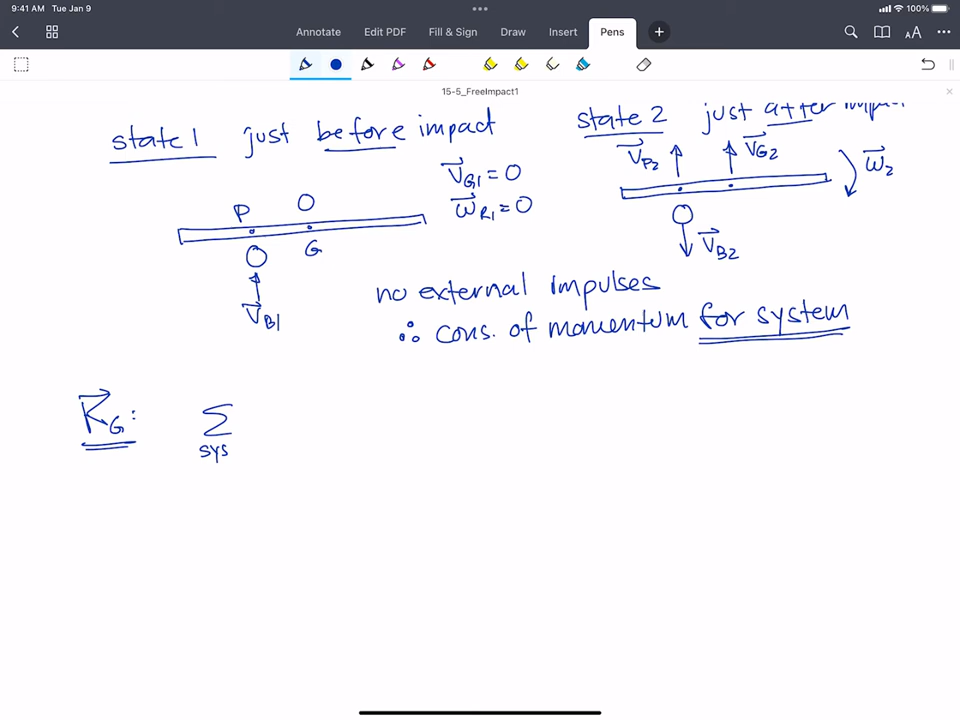 9:41 AM Tue Jan 9
100%
Annotate Edit PDF Fill & Sign Draw Insert Pens
AA
15-5_FreeImpact1
state 1 just before impact
state 2 just after impact
V⃗G1 = 0
ω⃗R1 = 0
P O
G
V⃗B1
V⃗P2 V⃗G2 ω⃗2
V⃗B2
no external impulses
∴ cons. of momentum for system
K⃗G: Σ
sys